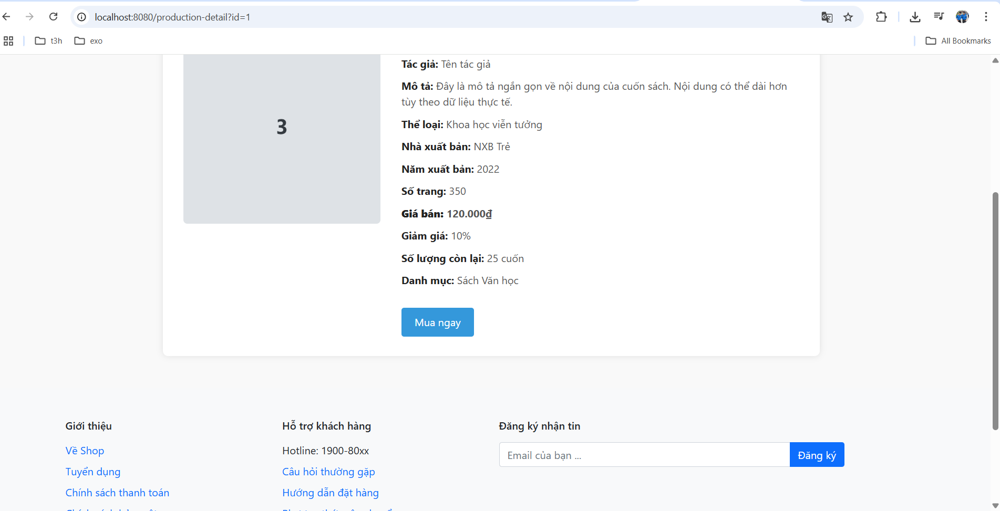 localhost:8080/production-detail?id=1
t3h
exo
All Bookmarks
3
Tác giả: Tên tác giả
Mô tả: Đây là mô tả ngắn gọn về nội dung của cuốn sách. Nội dung có thể dài hơn
tùy theo dữ liệu thực tế.
Thể loại: Khoa học viễn tưởng
Nhà xuất bản: NXB Trẻ
Năm xuất bản: 2022
Số trang: 350
Giá bán: 120.000₫
Giảm giá: 10%
Số lượng còn lại: 25 cuốn
Danh mục: Sách Văn học
Mua ngay
Giới thiệu
Về Shop
Tuyển dụng
Chính sách thanh toán
Hỗ trợ khách hàng
Hotline: 1900-80xx
Câu hỏi thường gặp
Hướng dẫn đặt hàng
Đăng ký nhận tin
Email của bạn ...
Đăng ký